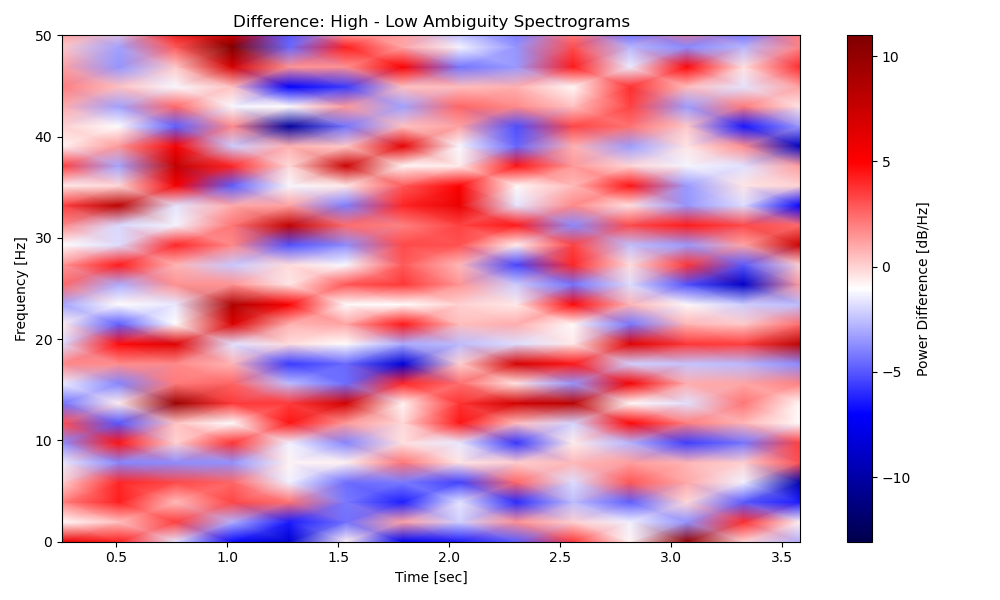 Difference: High - Low Ambiguity Spectrograms
50
40
30
20
10
0
Frequency [Hz]
0.5 1.0 1.5 2.0 2.5 3.0 3.5
Time [sec]
10
5
0
−5
−10
Power Difference [dB/Hz]